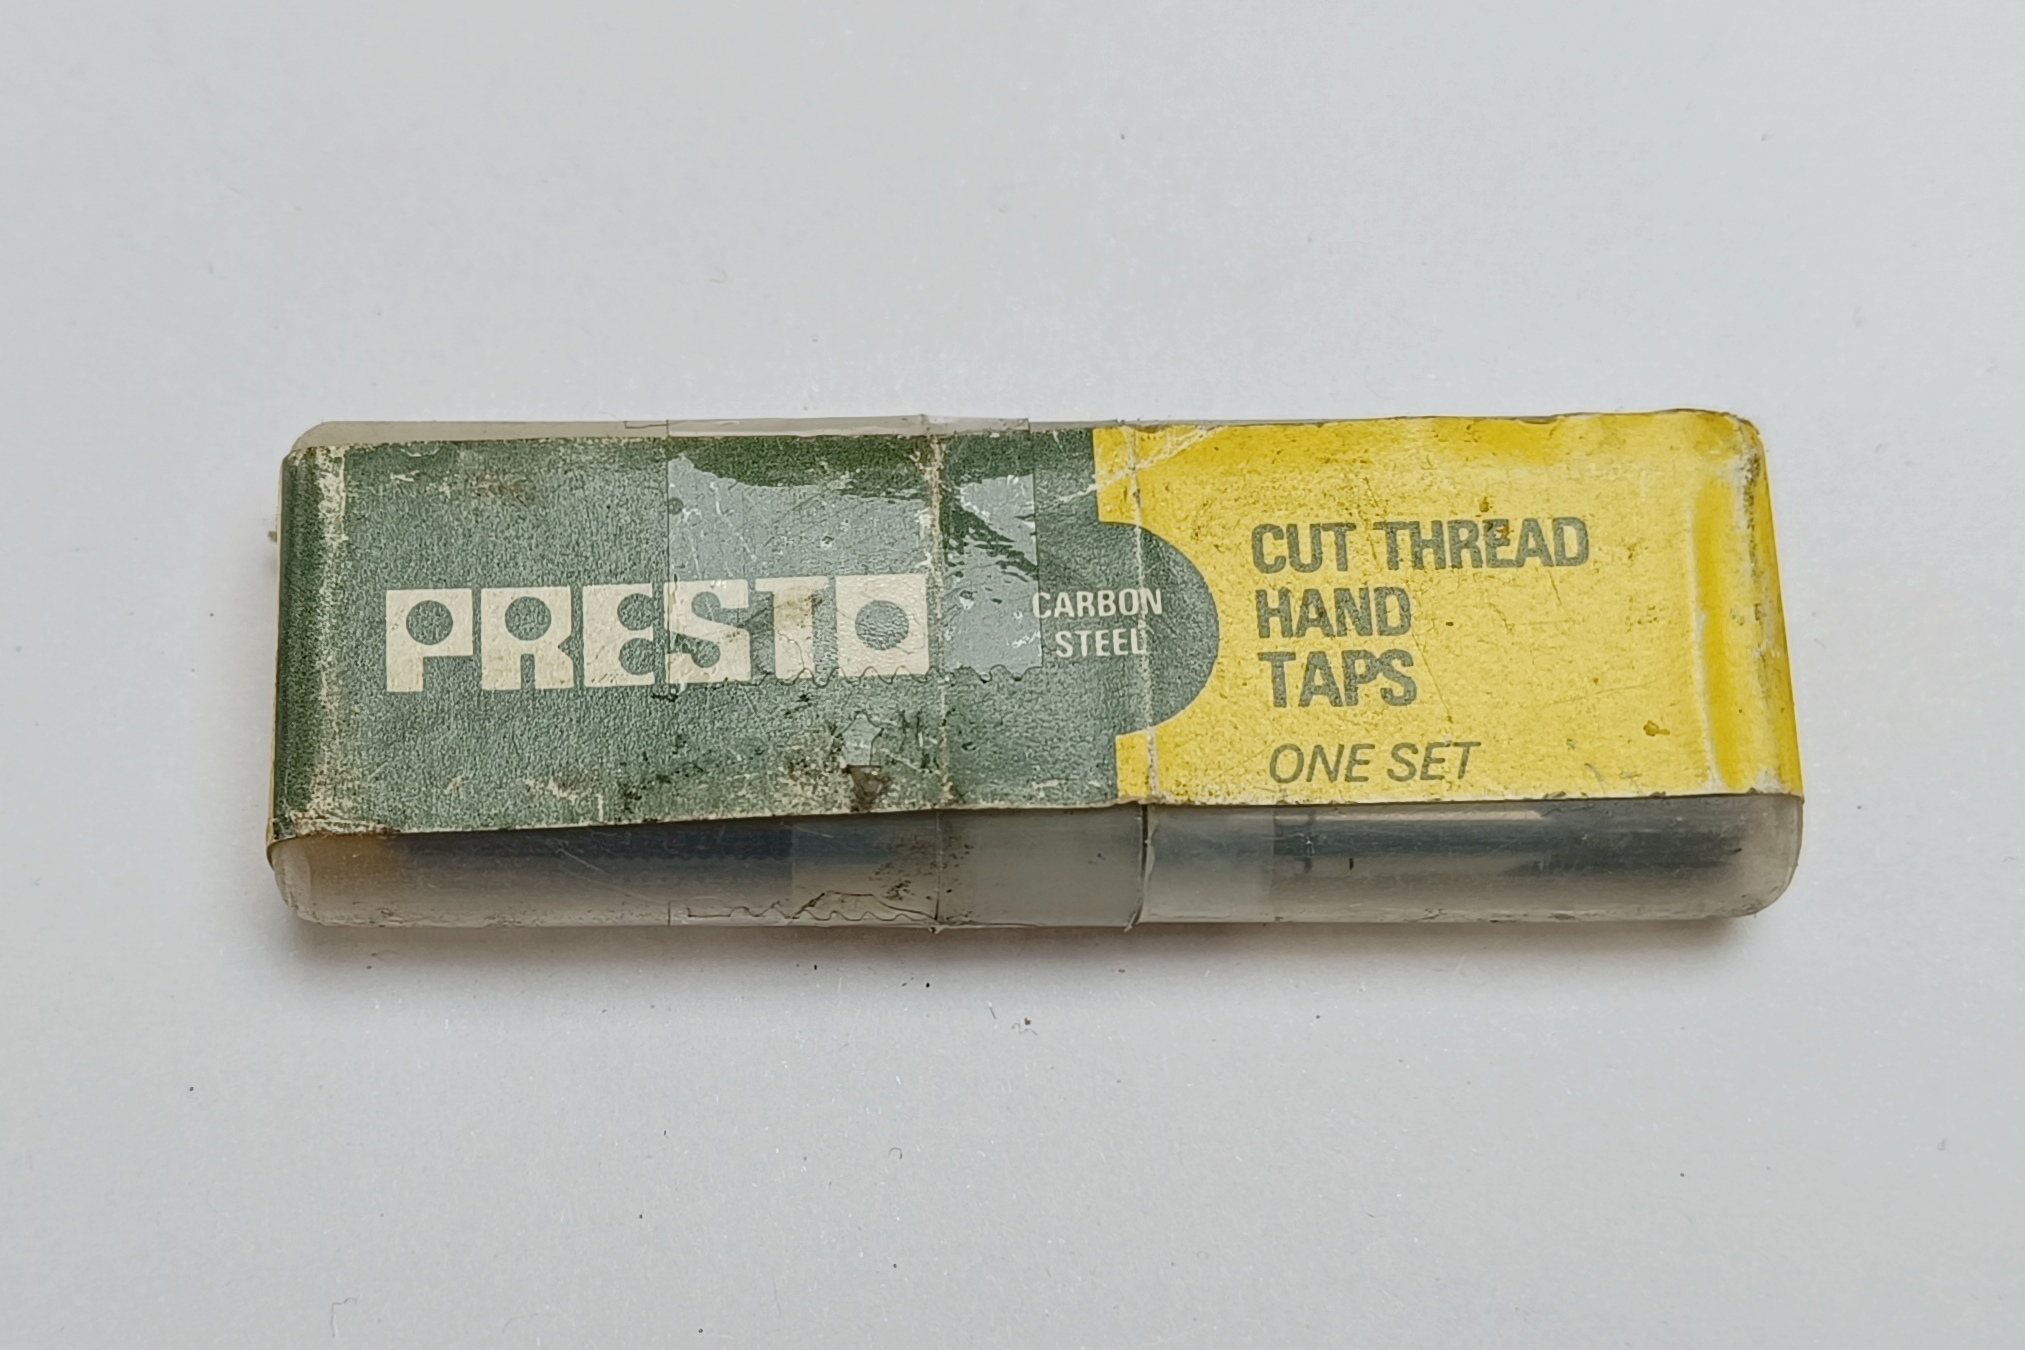 PRESTO
CARBON
STEEL
CUT THREAD
HAND
TAPS
ONE SET